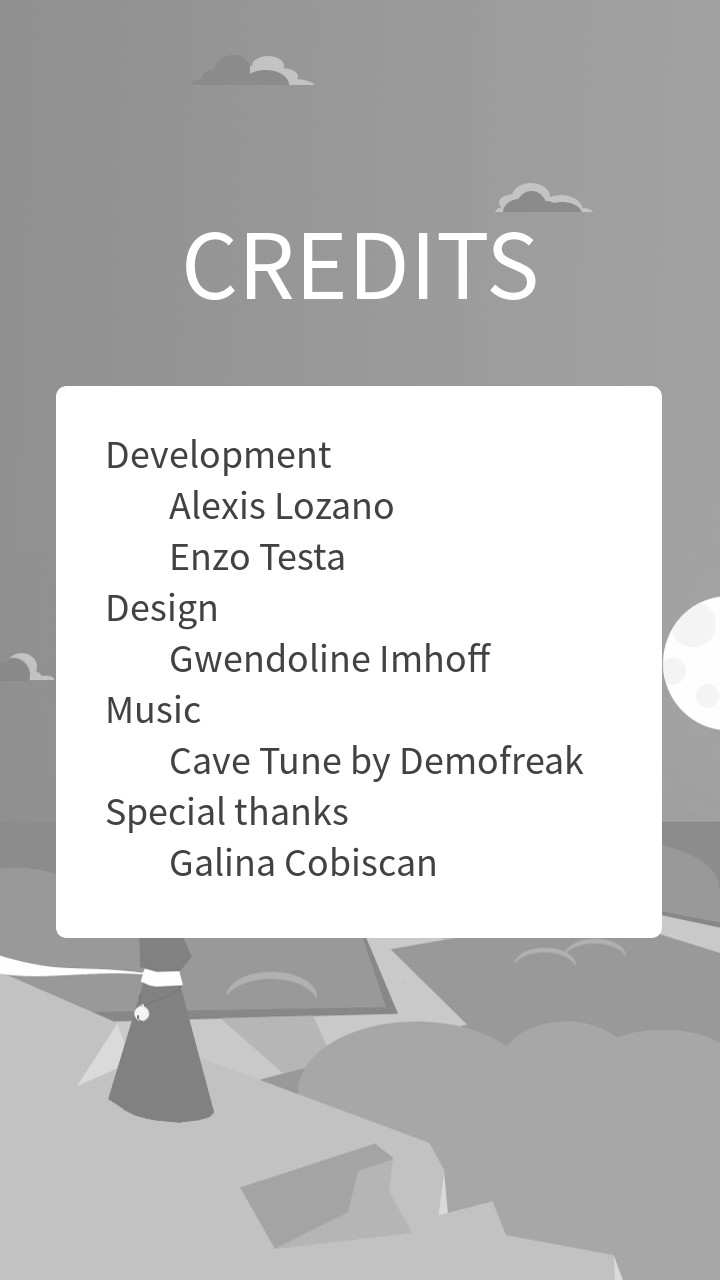 CREDITS
Development
Alexis Lozano
Enzo Testa
Design
Gwendoline Imhoff
Music
Cave Tune by Demofreak
Special thanks
Galina Cobiscan